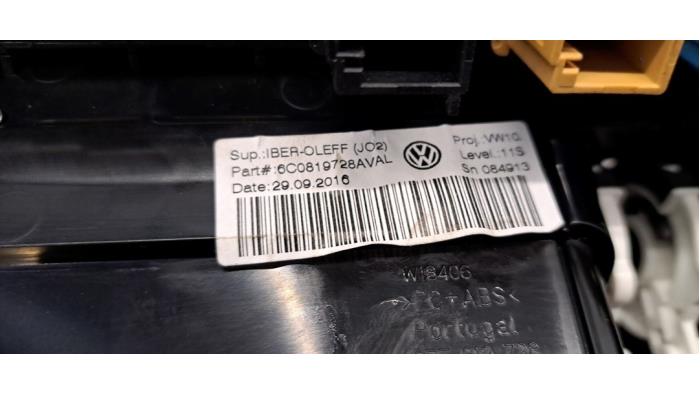 Sup.:IBER-OLEFF (JO2)
Part#:6C0819728AVAL
Date:29.09.2016
Proj.:VW10.
Level.:11S
Sn.084913
W18406
>PC+ABS<
Portugal